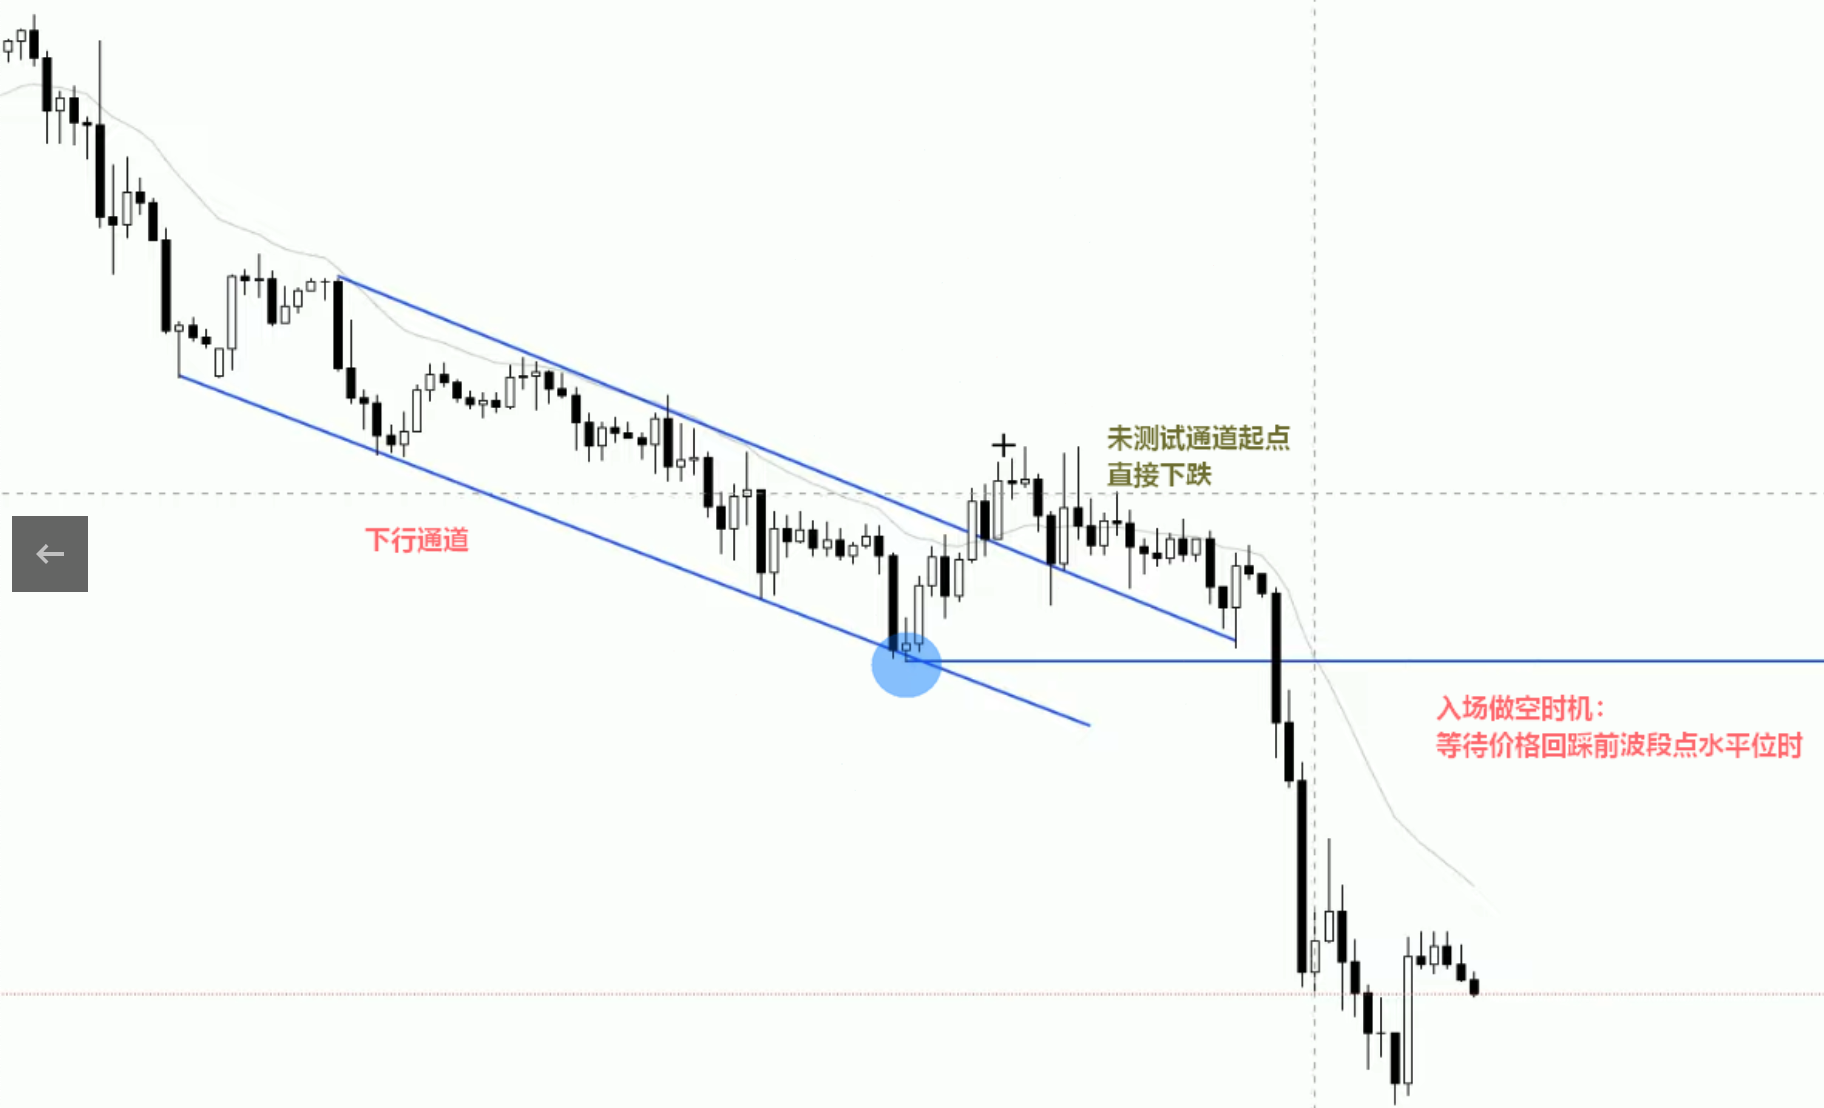 未测试通道起点
直接下跌
下行通道
入场做空时机：
等待价格回踩前波段点水平位时